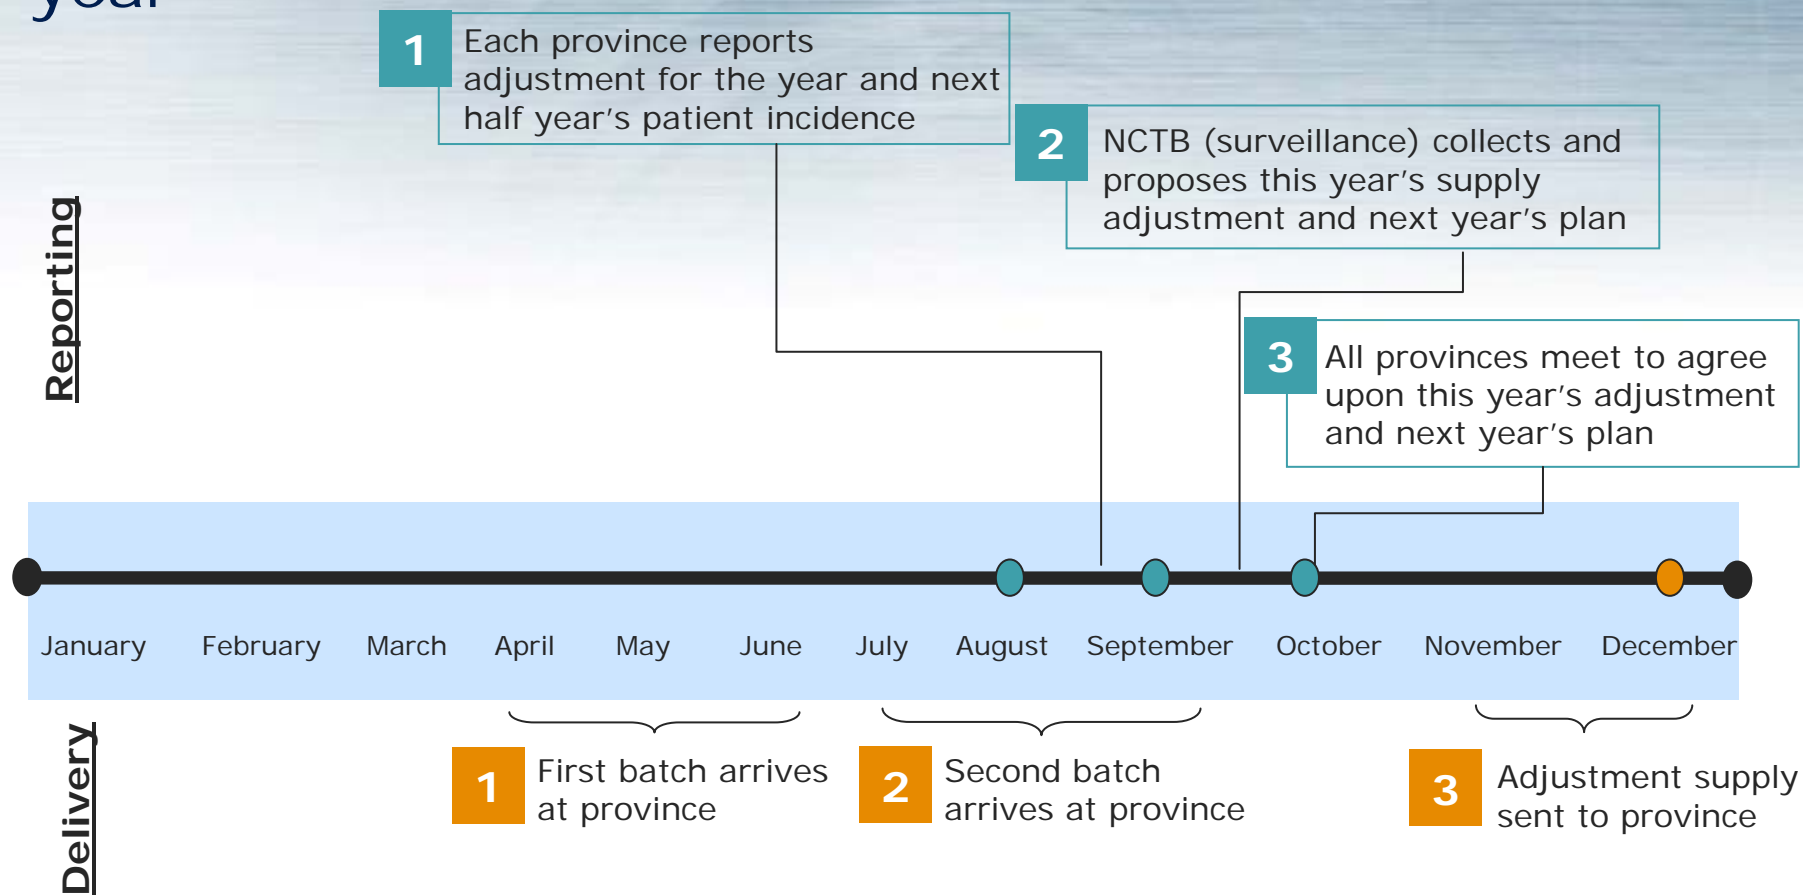 year
1
Each province reports
adjustment for the year and next
half year's patient incidence
2
NCTB (surveillance) collects and
proposes this year's supply
adjustment and next year's plan
Reporting
3
All provinces meet to agree
upon this year's adjustment
and next year's plan
January February March April May June July August September October November December
Delivery
1
First batch arrives
at province
2
Second batch
arrives at province
3
Adjustment supply
sent to province